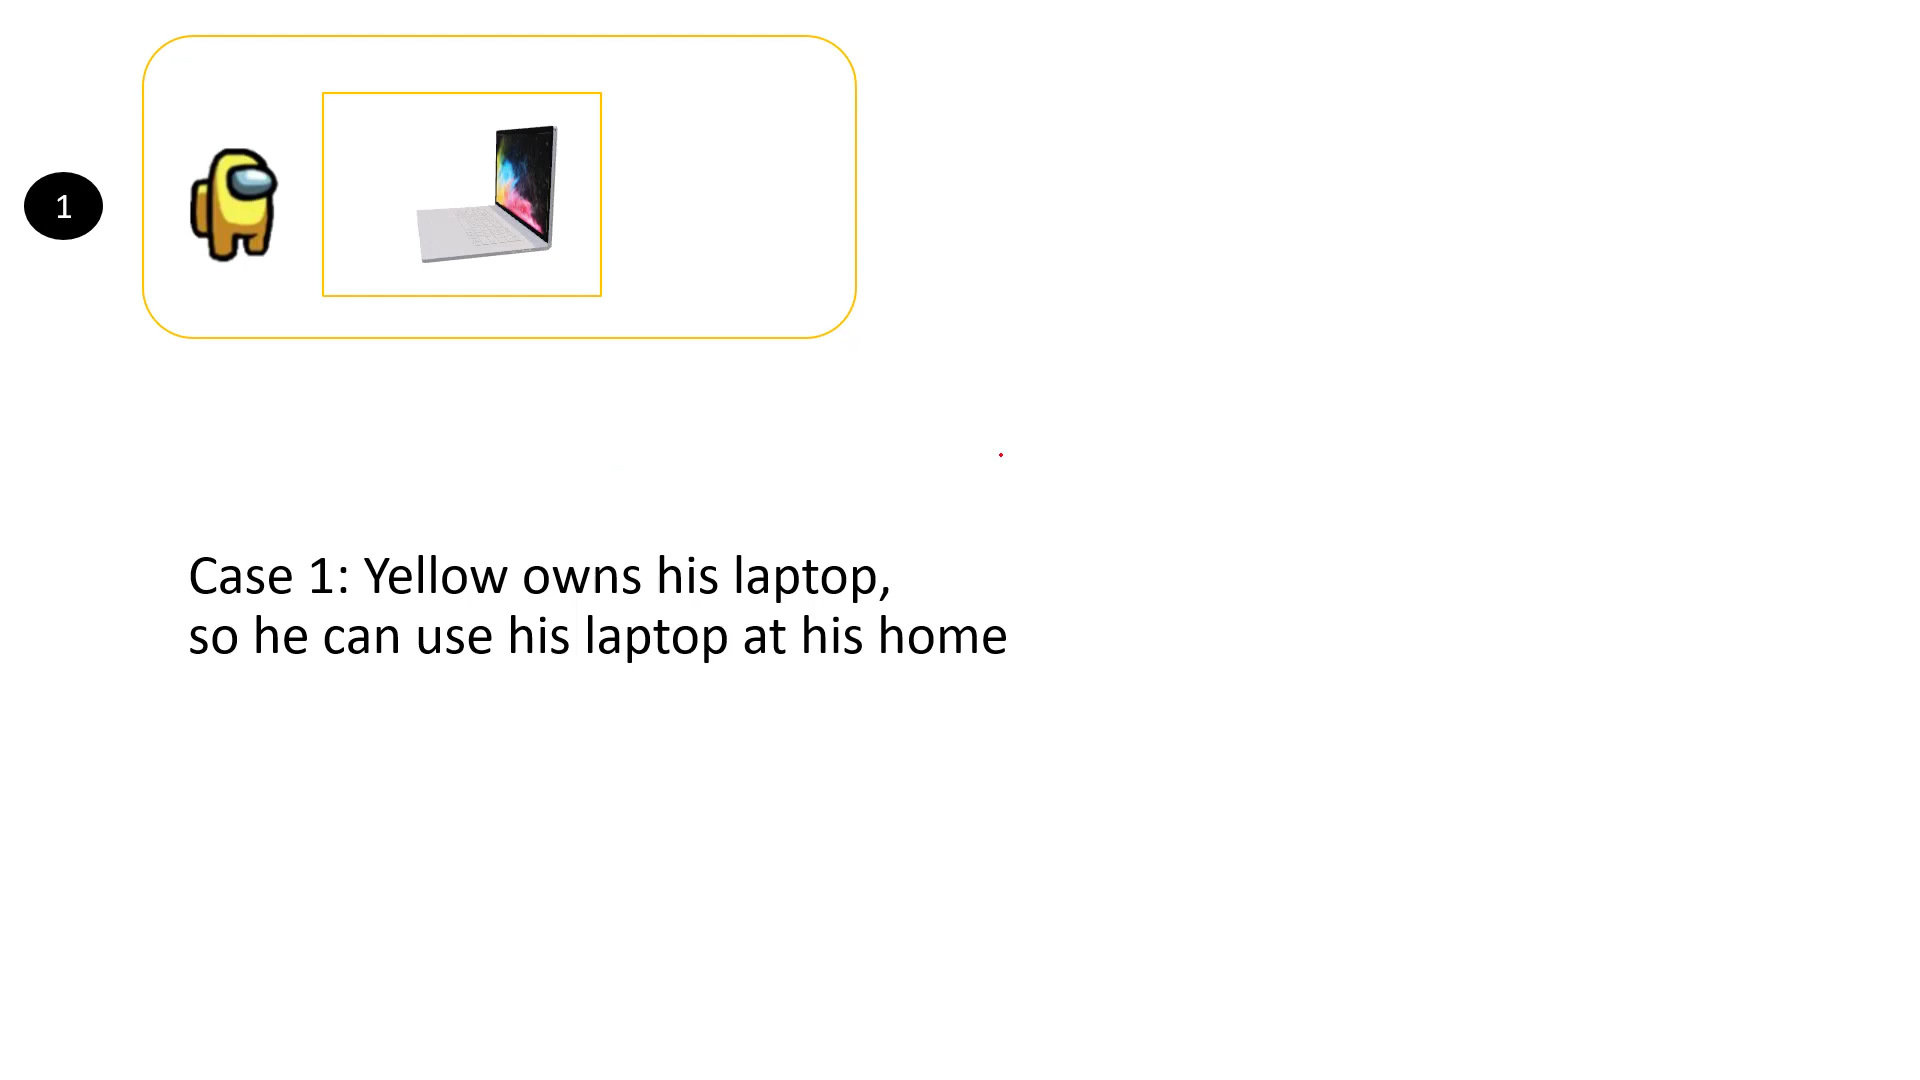 1
Case 1: Yellow owns his laptop,
so he can use his laptop at his home